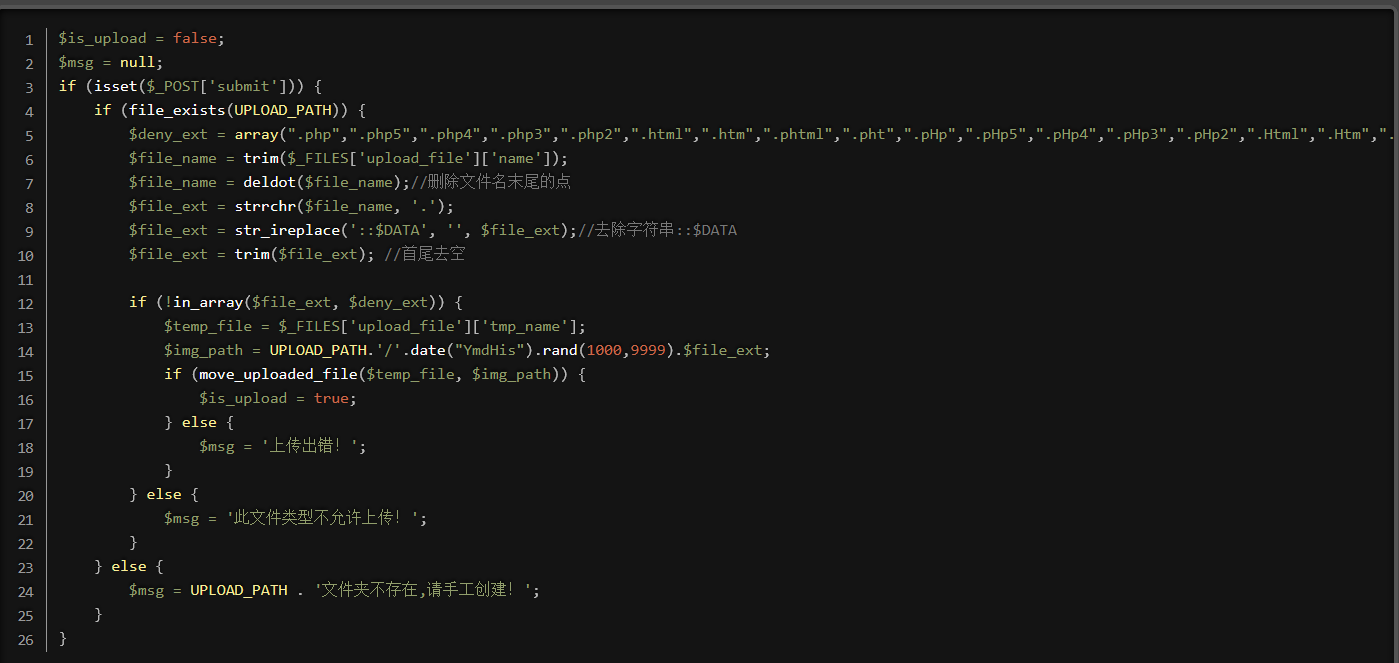 1 $is_upload = false;
2 $msg = null;
3 if (isset($_POST['submit'])) {
4     if (file_exists(UPLOAD_PATH)) {
5         $deny_ext = array(".php",".php5",".php4",".php3",".php2",".html",".htm",".phtml",".pht",".pHp",".pHp5",".pHp4",".pHp3",".pHp2",".Html",".Htm",".
6         $file_name = trim($_FILES['upload_file']['name']);
7         $file_name = deldot($file_name);//删除文件名末尾的点
8         $file_ext = strrchr($file_name, '.');
9         $file_ext = str_ireplace('::$DATA', '', $file_ext);//去除字符串::$DATA
10         $file_ext = trim($file_ext); //首尾去空
11
12         if (!in_array($file_ext, $deny_ext)) {
13             $temp_file = $_FILES['upload_file']['tmp_name'];
14             $img_path = UPLOAD_PATH.'/'.date("YmdHis").rand(1000,9999).$file_ext;
15             if (move_uploaded_file($temp_file, $img_path)) {
16                 $is_upload = true;
17             } else {
18                 $msg = '上传出错！';
19             }
20         } else {
21             $msg = '此文件类型不允许上传！';
22         }
23     } else {
24         $msg = UPLOAD_PATH . '文件夹不存在,请手工创建！';
25     }
26 }